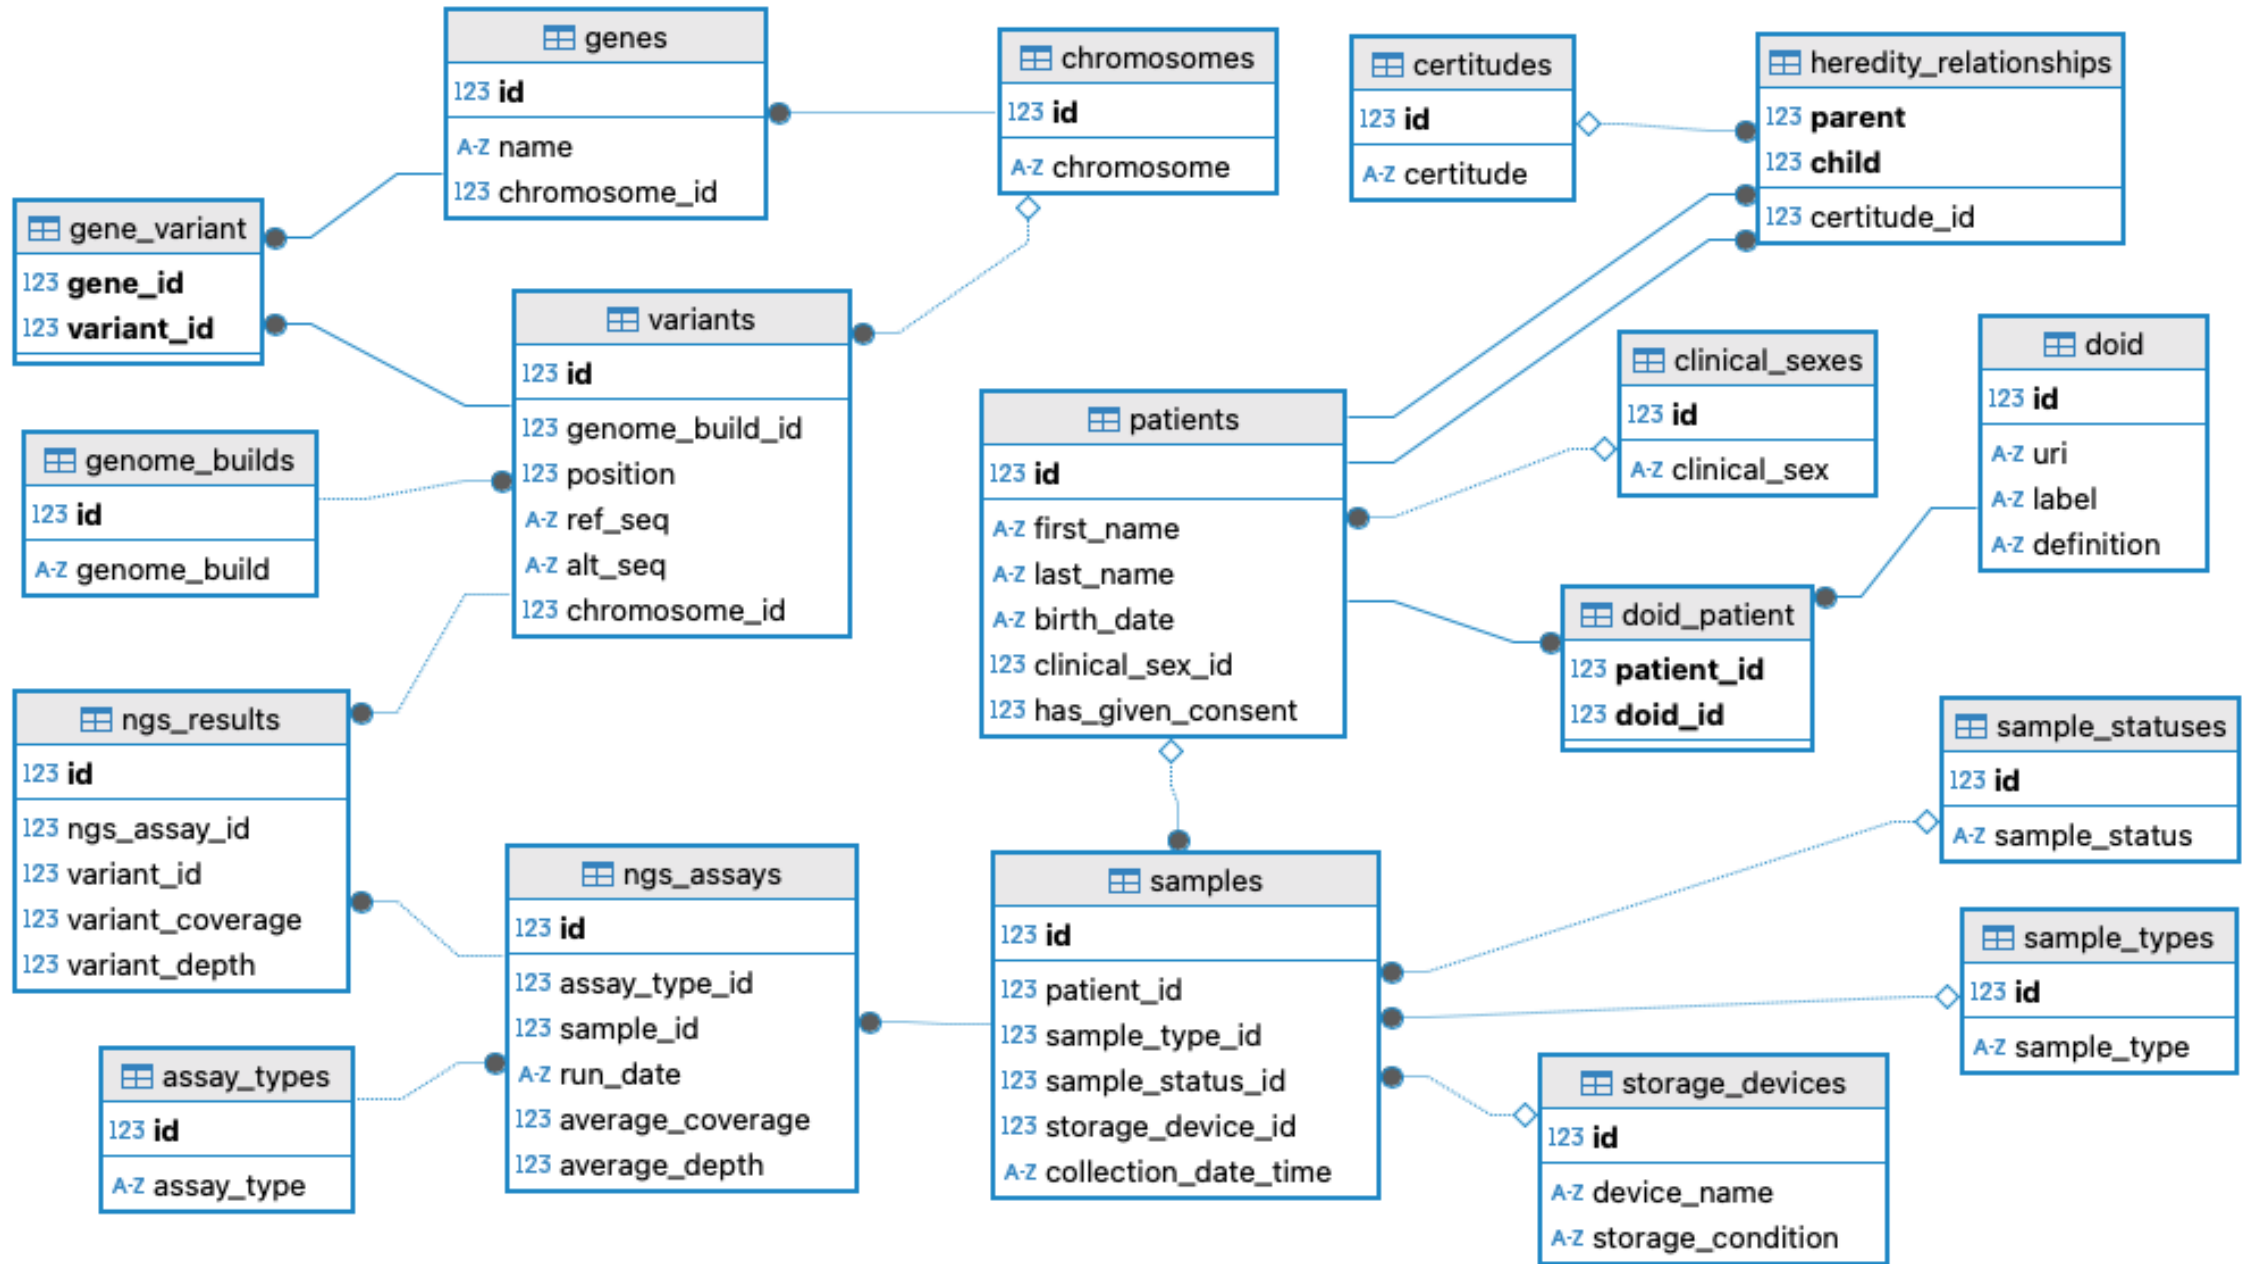 genes
123 id
A-Z name
123 chromosome_id
chromosomes
123 id
A-Z chromosome
certitudes
123 id
A-Z certitude
heredity_relationships
123 parent
123 child
123 certitude_id
gene_variant
123 gene_id
123 variant_id
variants
123 id
123 genome_build_id
123 position
A-Z ref_seq
A-Z alt_seq
123 chromosome_id
clinical_sexes
123 id
A-Z clinical_sex
doid
123 id
A-Z uri
A-Z label
A-Z definition
genome_builds
123 id
A-Z genome_build
patients
123 id
A-Z first_name
A-Z last_name
A-Z birth_date
123 clinical_sex_id
123 has_given_consent
doid_patient
123 patient_id
123 doid_id
ngs_results
123 id
123 ngs_assay_id
123 variant_id
123 variant_coverage
123 variant_depth
ngs_assays
123 id
123 assay_type_id
123 sample_id
A-Z run_date
123 average_coverage
123 average_depth
samples
123 id
123 patient_id
123 sample_type_id
123 sample_status_id
123 storage_device_id
A-Z collection_date_time
sample_statuses
123 id
A-Z sample_status
sample_types
123 id
A-Z sample_type
assay_types
123 id
A-Z assay_type
storage_devices
123 id
A-Z device_name
A-Z storage_condition